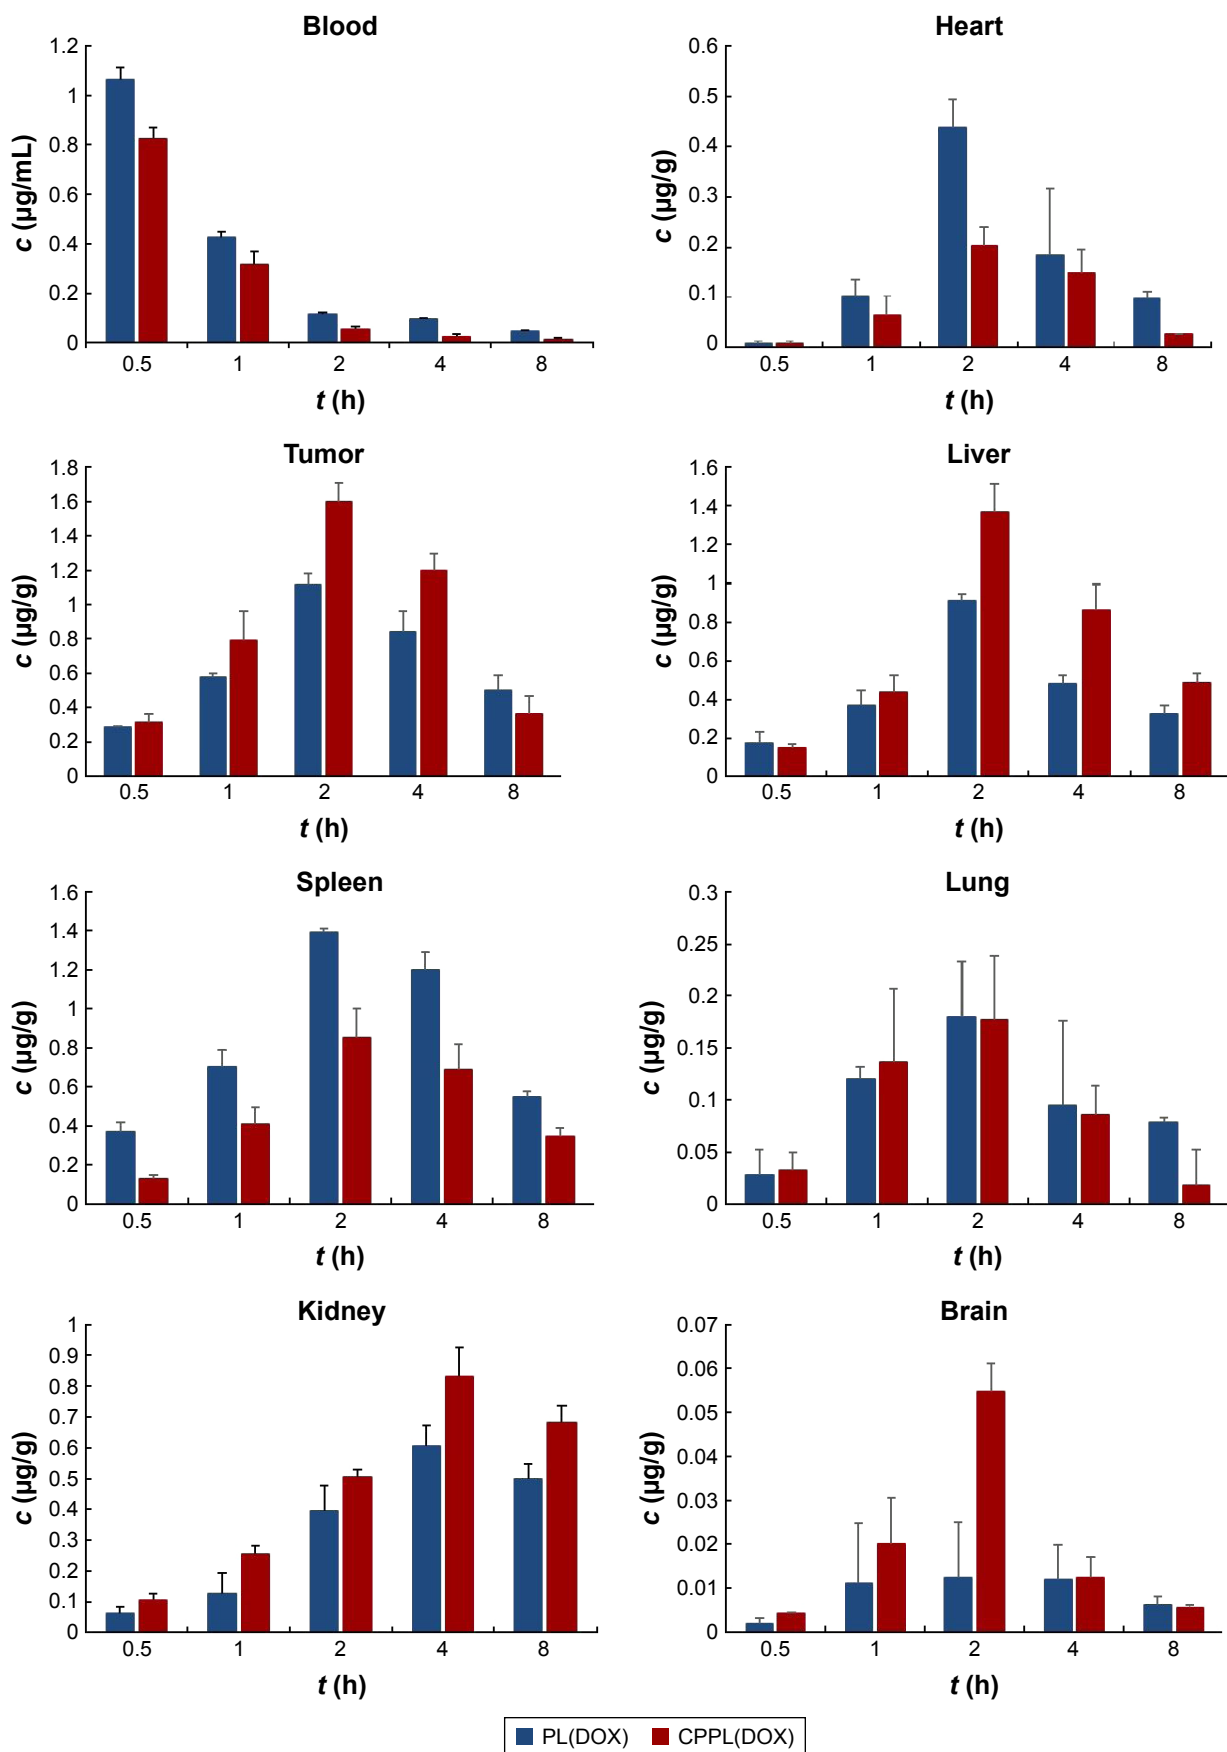 Blood
c (µg/mL)
1.2
1
0.8
0.6
0.4
0.2
0
0.5 1 2 4 8
t (h)
Heart
c (µg/g)
0.6
0.5
0.4
0.3
0.2
0.1
0
0.5 1 2 4 8
t (h)
Tumor
c (µg/g)
1.8
1.6
1.4
1.2
1
0.8
0.6
0.4
0.2
0
0.5 1 2 4 8
t (h)
Liver
c (µg/g)
1.6
1.4
1.2
1
0.8
0.6
0.4
0.2
0
0.5 1 2 4 8
t (h)
Spleen
c (µg/g)
1.6
1.4
1.2
1
0.8
0.6
0.4
0.2
0
0.5 1 2 4 8
t (h)
Lung
c (µg/g)
0.3
0.25
0.2
0.15
0.1
0.05
0
0.5 1 2 4 8
t (h)
Kidney
c (µg/g)
1
0.9
0.8
0.7
0.6
0.5
0.4
0.3
0.2
0.1
0
0.5 1 2 4 8
t (h)
Brain
c (µg/g)
0.07
0.06
0.05
0.04
0.03
0.02
0.01
0
0.5 1 2 4 8
t (h)
PL(DOX) CPPL(DOX)